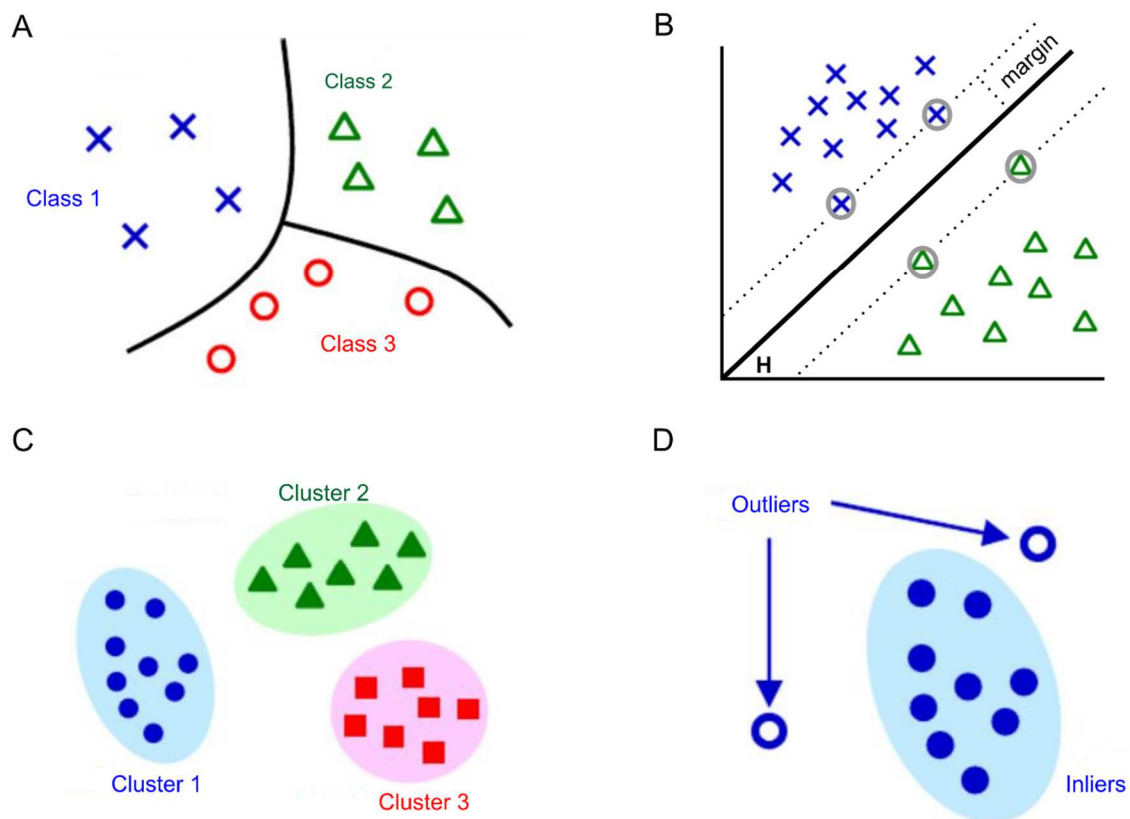 A
Class 1
Class 2
Class 3
B
margin
H
C
Cluster 2
Cluster 1
Cluster 3
D
Outliers
Inliers